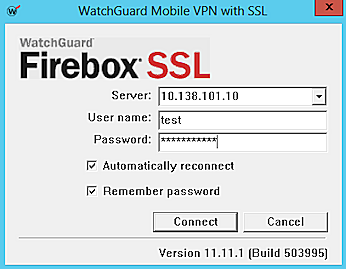 WatchGuard Mobile VPN with SSL
WatchGuard
Firebox SSL
Server: 10.138.101.10
User name: test
Password: ***********
Automatically reconnect
Remember password
Connect Cancel
Version 11.11.1 (Build 503995)